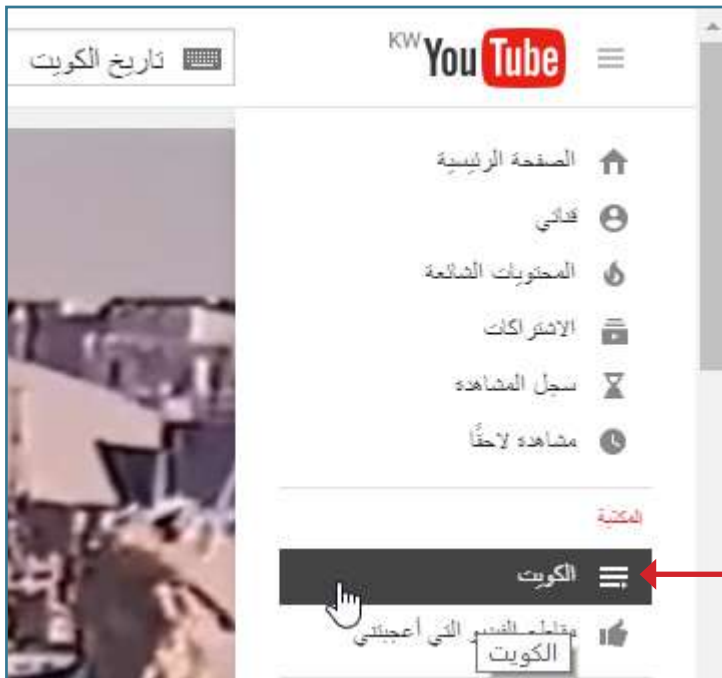 YouTube KW
تاريخ الكويت
الصفحة الرئيسية
قناتي
المحتويات الشائعة
الاشتراكات
سجل المشاهدة
مشاهدة لاحقًا
المكتبة
الكويت
مقاطع الفيديو التي أعجبتني
الكويت